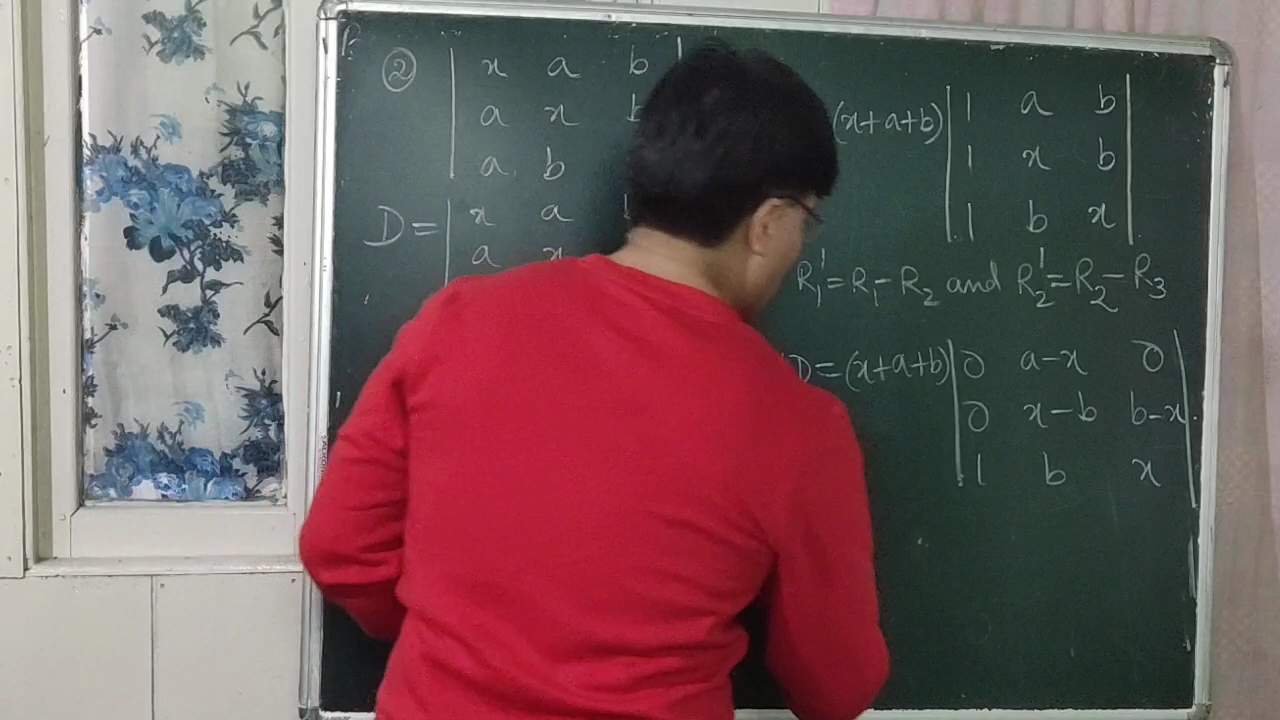 ② | x a b |
| a x b
| a b
D = | x a
| a x
(x+a+b) | 1 a b |
| 1 x b |
| 1 b x |
R₁' = R₁ - R₂ and R₂' = R₂ - R₃
D = (x+a+b) | 0 a-x 0 |
| 0 x-b b-x |
| 1 b x |